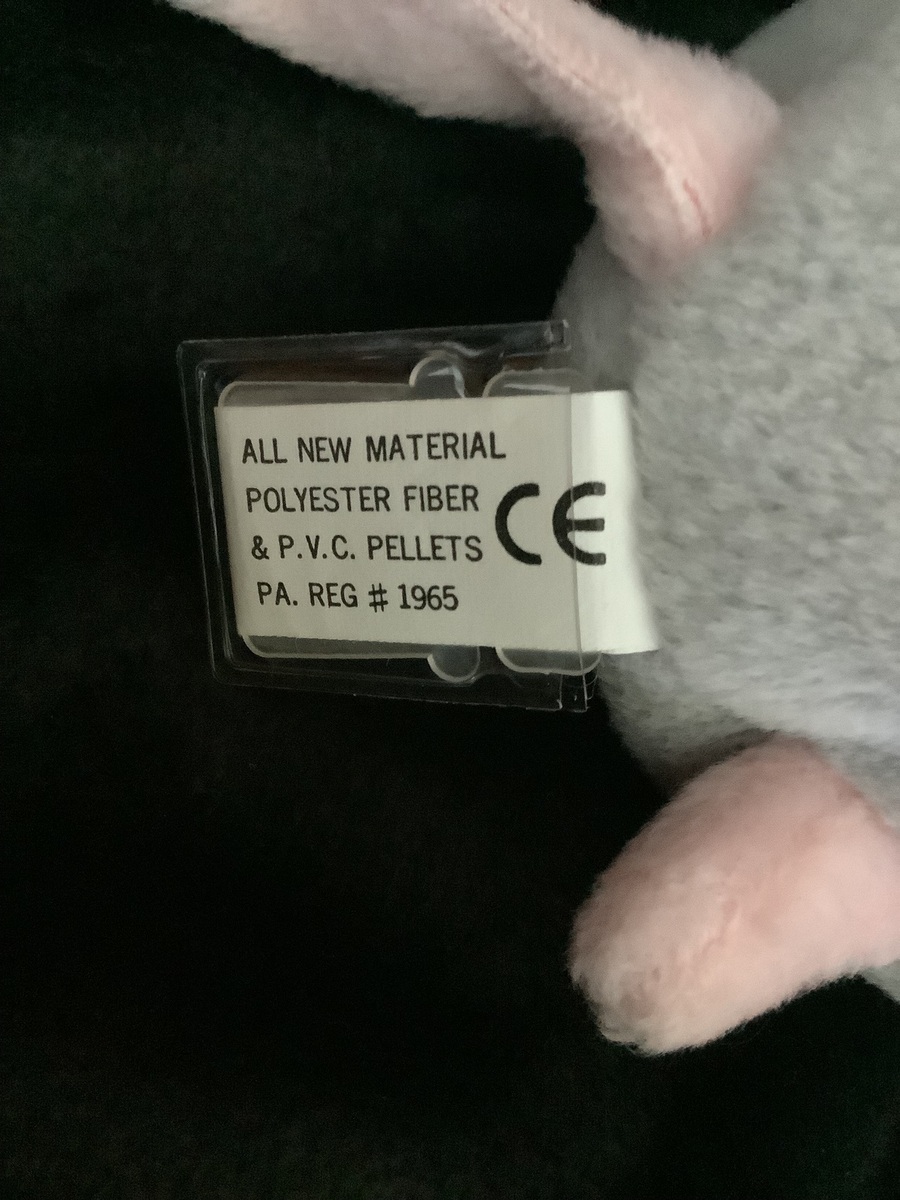 ALL NEW MATERIAL
POLYESTER FIBER
& P.V.C. PELLETS
PA. REG # 1965
CE